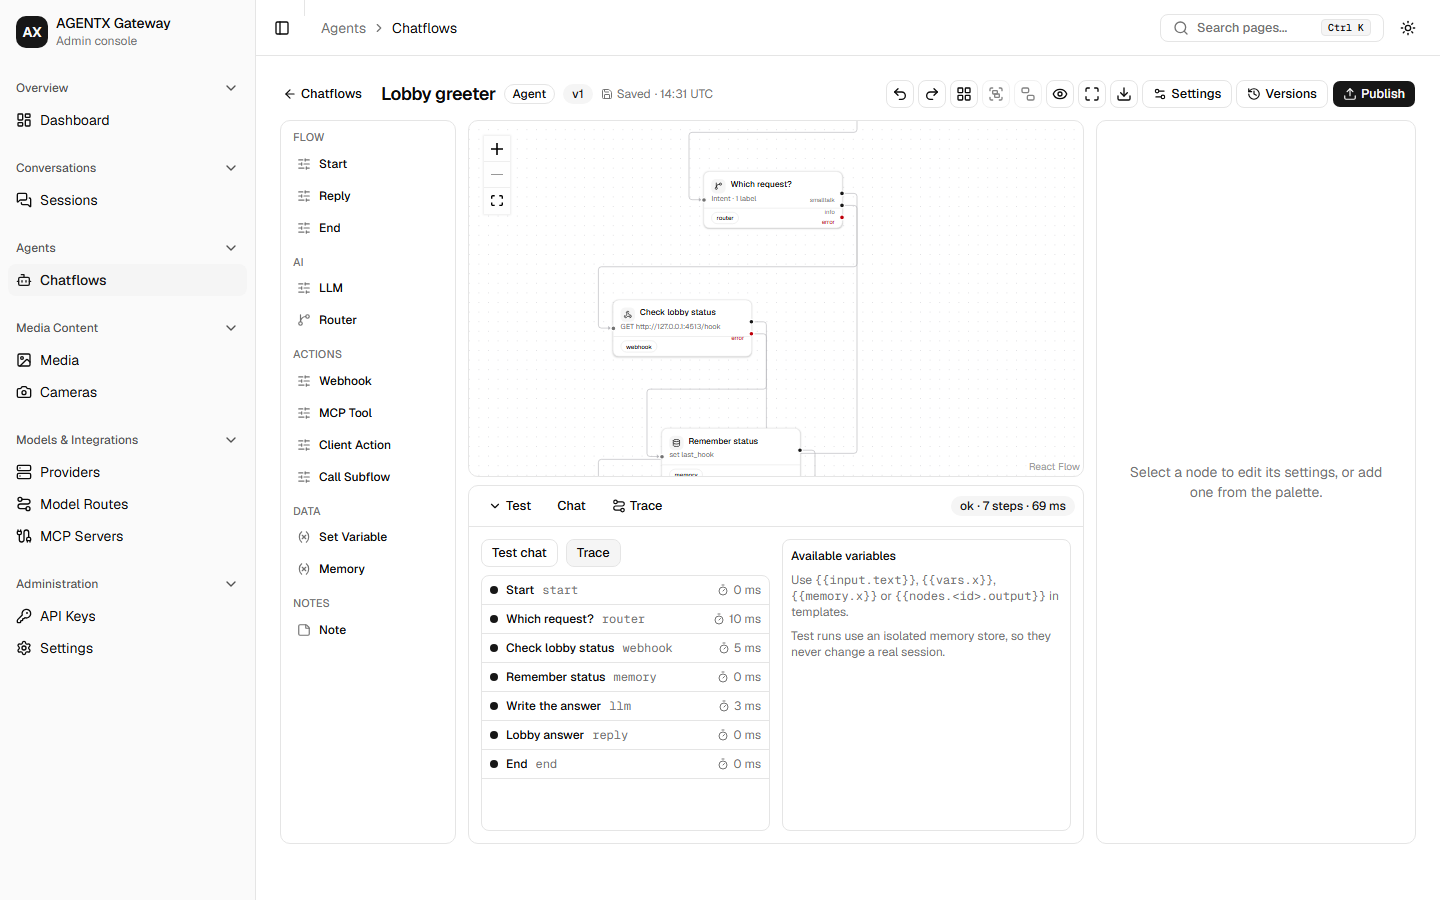 AX
AGENTX Gateway
Admin console
Overview
Dashboard
Conversations
Sessions
Agents
Chatflows
Media Content
Media
Cameras
Models & Integrations
Providers
Model Routes
MCP Servers
Administration
API Keys
Settings
Agents > Chatflows
Search pages... Ctrl K
Chatflows Lobby greeter Agent v1 Saved · 14:31 UTC
Settings Versions Publish
FLOW
Start
Reply
End
AI
LLM
Router
ACTIONS
Webhook
MCP Tool
Client Action
Call Subflow
DATA
Set Variable
Memory
NOTES
Note
Which request?
Intent · 1 label
smalltalk
info
router
error
Check lobby status
GET http://127.0.0.1:4513/hook
error
webhook
Remember status
set last_hook
memory
React Flow
Test Chat Trace ok · 7 steps · 69 ms
Test chat Trace
Start start 0 ms
Which request? router 10 ms
Check lobby status webhook 5 ms
Remember status memory 0 ms
Write the answer llm 3 ms
Lobby answer reply 0 ms
End end 0 ms
Available variables
Use {{input.text}}, {{vars.x}},
{{memory.x}} or {{nodes.<id>.output}} in
templates.
Test runs use an isolated memory store, so they
never change a real session.
Select a node to edit its settings, or add
one from the palette.